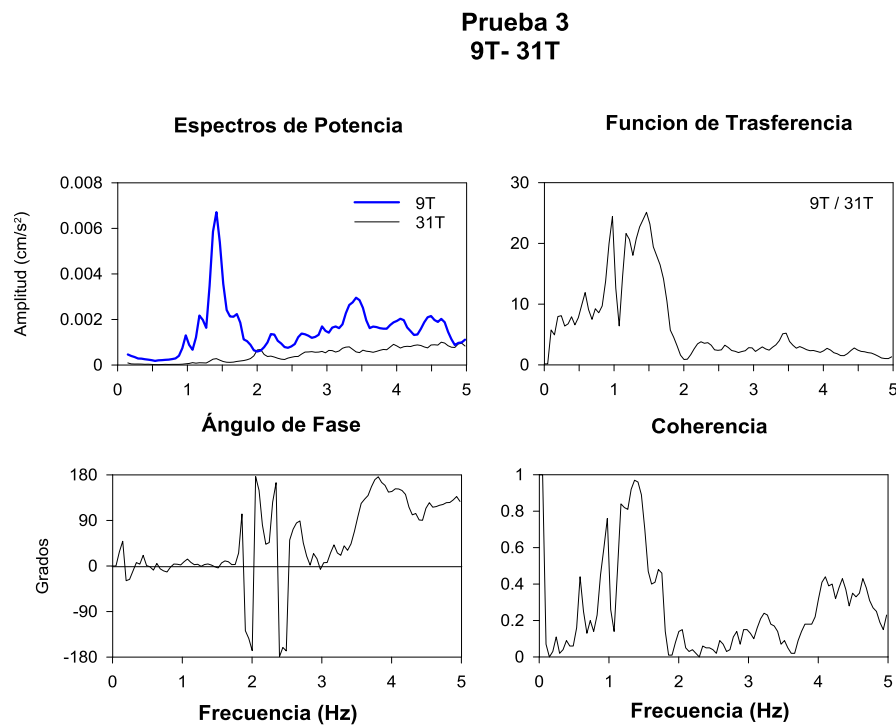 Prueba 3
9T- 31T
Espectros de Potencia
Funcion de Trasferencia
Amplitud (cm/s²)
0.008
0.006
0.004
0.002
0
9T
31T
0 1 2 3 4 5
30
20
10
0
9T / 31T
0 1 2 3 4 5
Ángulo de Fase
Coherencia
Grados
180
90
0
-90
-180
0 1 2 3 4 5
Frecuencia (Hz)
1
0.8
0.6
0.4
0.2
0
0 1 2 3 4 5
Frecuencia (Hz)